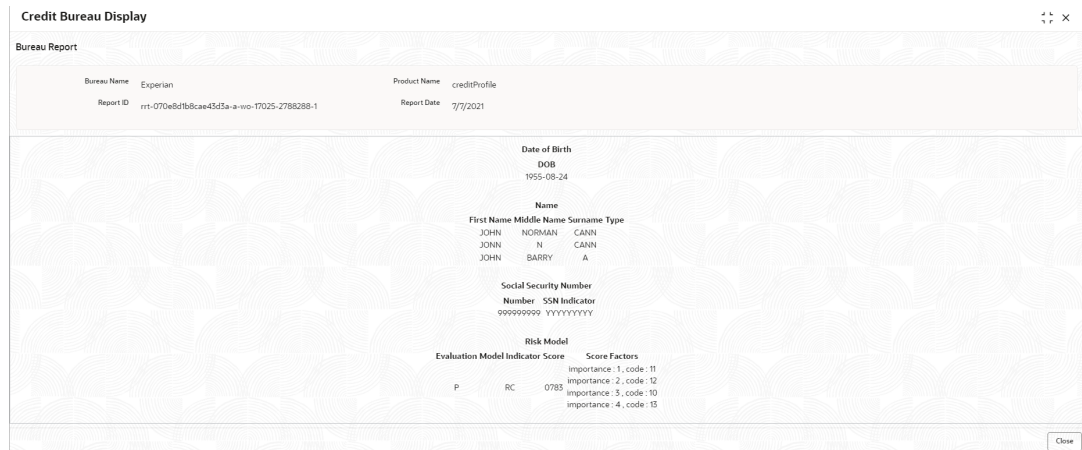 Credit Bureau Display
Bureau Report
Bureau Name Experian Product Name creditProfile
Report ID rrt-070e8d1b8cae43d3a-a-wo-17025-2788288-1 Report Date 7/7/2021
Date of Birth
DOB
1955-08-24
Name
First Name Middle Name Surname Type
JOHN NORMAN CANN
JONN N CANN
JOHN BARRY A
Social Security Number
Number SSN Indicator
999999999 YYYYYYYYY
Risk Model
Evaluation Model Indicator Score Score Factors
importance : 1 , code : 11
P RC 0783 importance : 2 , code : 12
importance : 3 , code : 10
importance : 4 , code : 13
Close